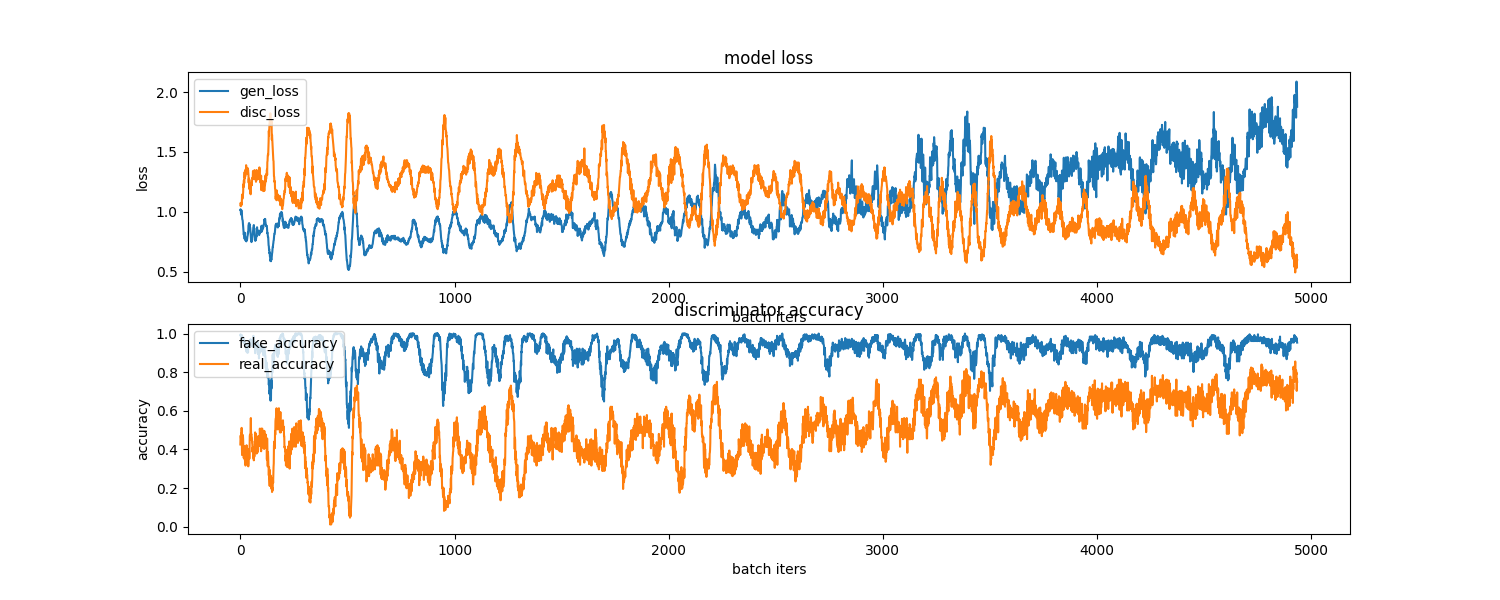 model loss
gen_loss
disc_loss
2.0
1.5
1.0
0.5
loss
0 1000 2000 3000 4000 5000
batch iters
discriminator accuracy
fake_accuracy
real_accuracy
1.0
0.8
0.6
0.4
0.2
0.0
accuracy
0 1000 2000 3000 4000 5000
batch iters